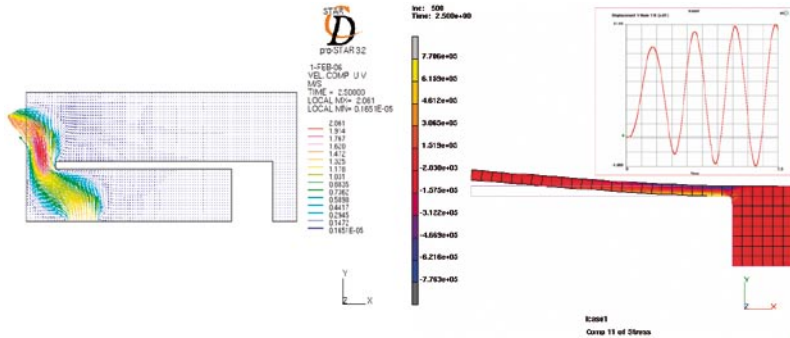 STAR
CD
pro-STAR 3.2
1-FEB-06
VEL. COMP. U V
M/S
TIME = 2.50000
LOCAL MX= 2.061
LOCAL MN= 0.1651E-05
2.061
1.914
1.767
1.620
1.472
1.325
1.178
1.031
0.8835
0.7362
0.5890
0.4417
0.2945
0.1472
0.1651E-05
Y
Z
X
Inc: 500
Time: 2.500e+00
7.706e+05
6.159e+05
4.612e+05
3.065e+05
1.519e+05
-1.575e+05
-3.122e+05
-4.669e+05
-6.216e+05
-7.763e+05
Y
Z
X
lcase1
Comp 11 of Stress